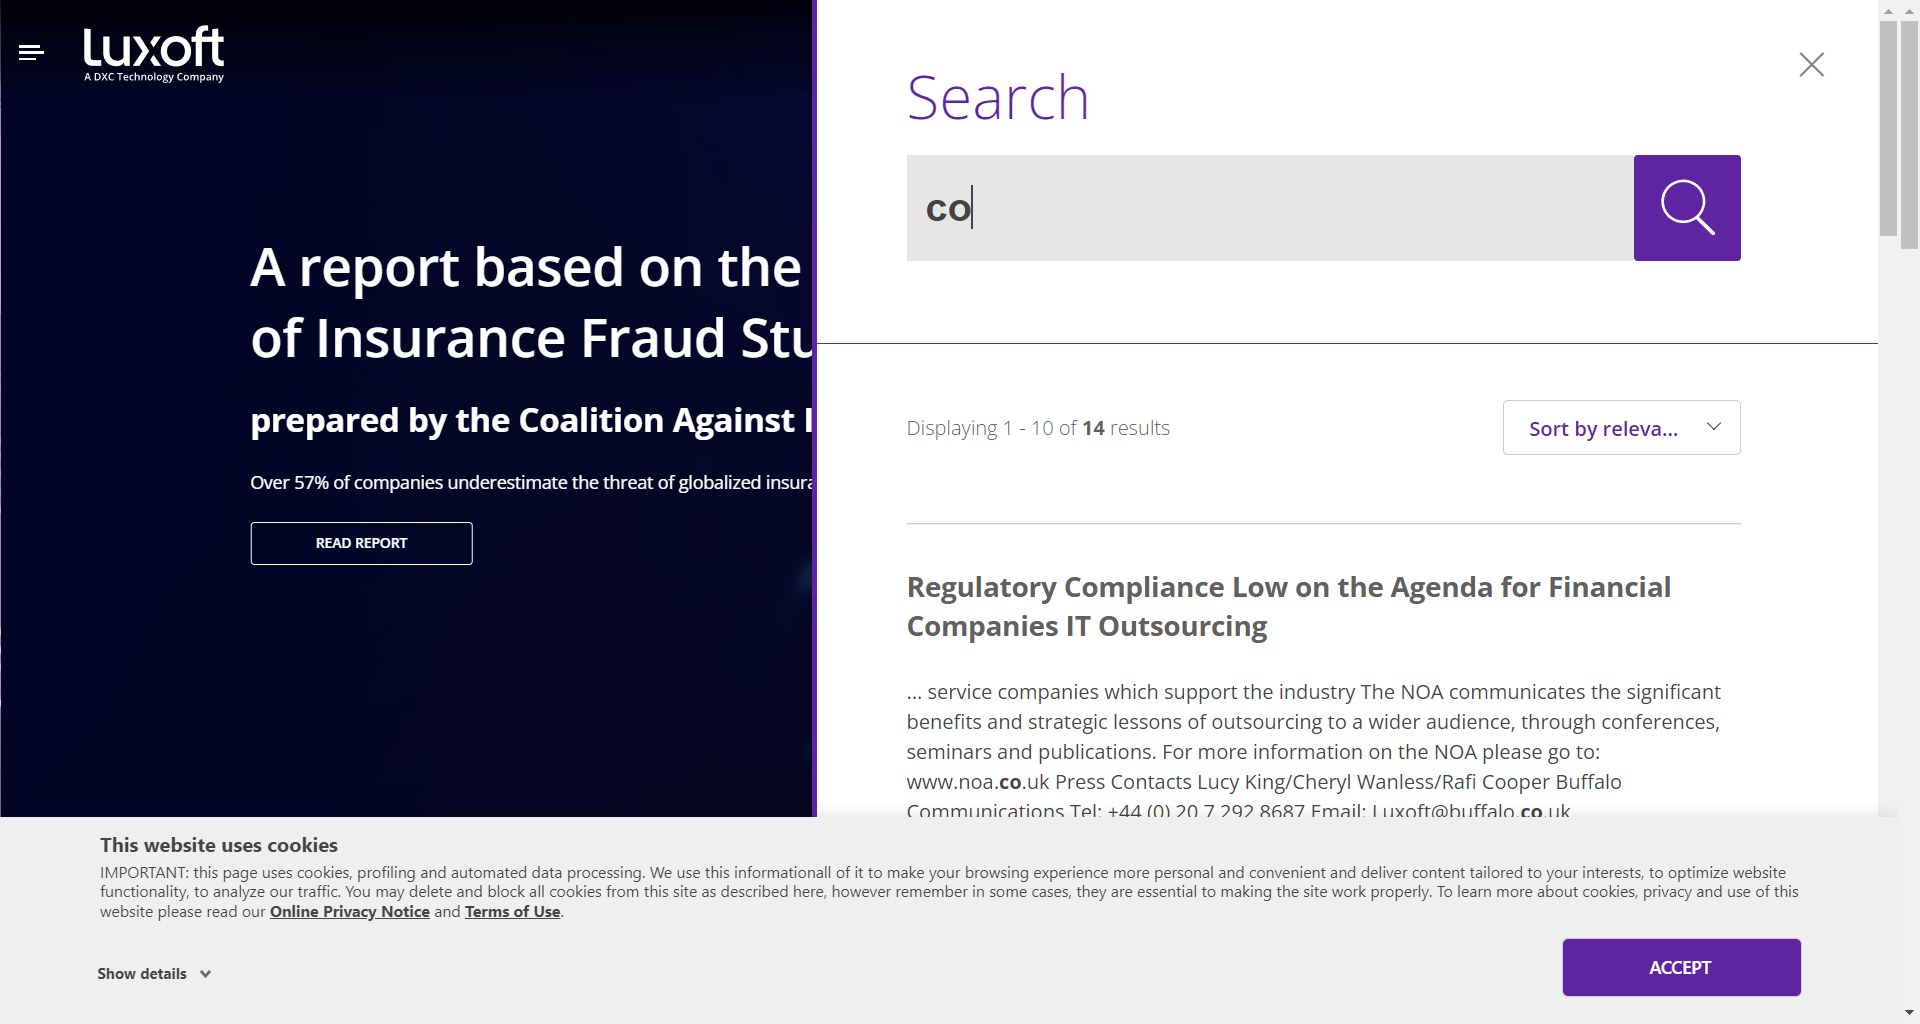 Luxoft
A DXC Technology Company
A report based on the
of Insurance Fraud Stu
prepared by the Coalition Against I
Over 57% of companies underestimate the threat of globalized insura
READ REPORT
Search
co
Displaying 1 - 10 of 14 results
Sort by releva...
Regulatory Compliance Low on the Agenda for Financial
Companies IT Outsourcing
... service companies which support the industry The NOA communicates the significant
benefits and strategic lessons of outsourcing to a wider audience, through conferences,
seminars and publications. For more information on the NOA please go to:
www.noa.co.uk Press Contacts Lucy King/Cheryl Wanless/Rafi Cooper Buffalo
Communications Tel: +44 (0) 20 7 292 8687 Email: Luxoft@buffalo.co.uk
This website uses cookies
IMPORTANT: this page uses cookies, profiling and automated data processing. We use this informationall of it to make your browsing experience more personal and convenient and deliver content tailored to your interests, to optimize website
functionality, to analyze our traffic. You may delete and block all cookies from this site as described here, however remember in some cases, they are essential to making the site work properly. To learn more about cookies, privacy and use of this
website please read our Online Privacy Notice and Terms of Use.
Show details
ACCEPT